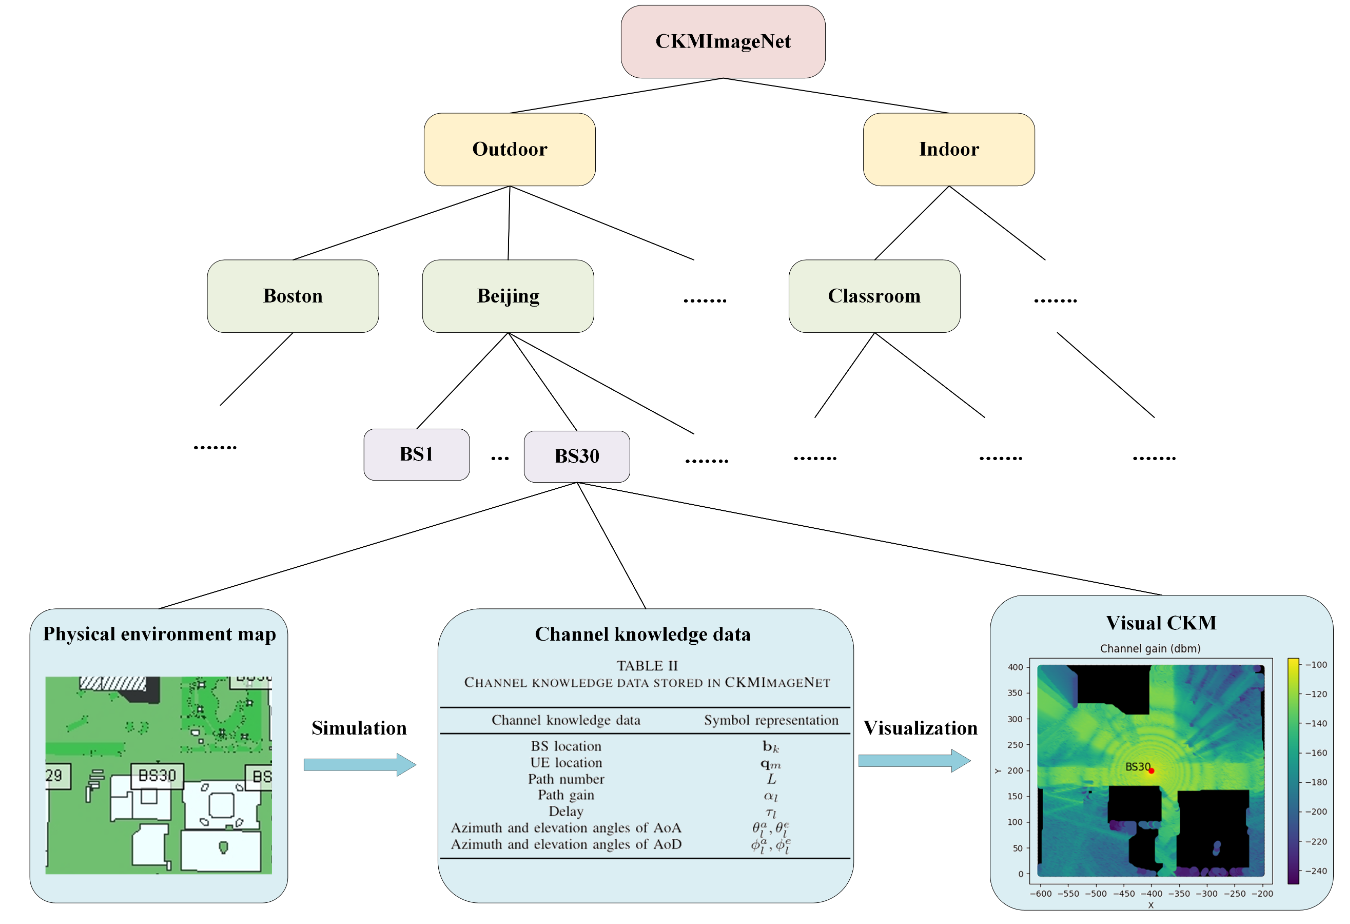 CKMImageNet
Outdoor
Indoor
Boston
Beijing
.......
Classroom
.......
.......
BS1
...
BS30
.......
.......
.......
.......
Physical environment map
29
BS30
BS
Simulation
Channel knowledge data
TABLE II
CHANNEL KNOWLEDGE DATA STORED IN CKMIMAGENET
Channel knowledge data Symbol representation
BS location b_k
UE location q_m
Path number L
Path gain α_l
Delay τ_l
Azimuth and elevation angles of AoA θ_l^a, θ_l^e
Azimuth and elevation angles of AoD ϕ_l^a, ϕ_l^e
Visualization
Visual CKM
Channel gain (dbm)
400
350
300
250
200
150
100
50
0
Y
BS30
−600 −550 −500 −450 −400 −350 −300 −250 −200
X
−100
−120
−140
−160
−180
−200
−220
−240